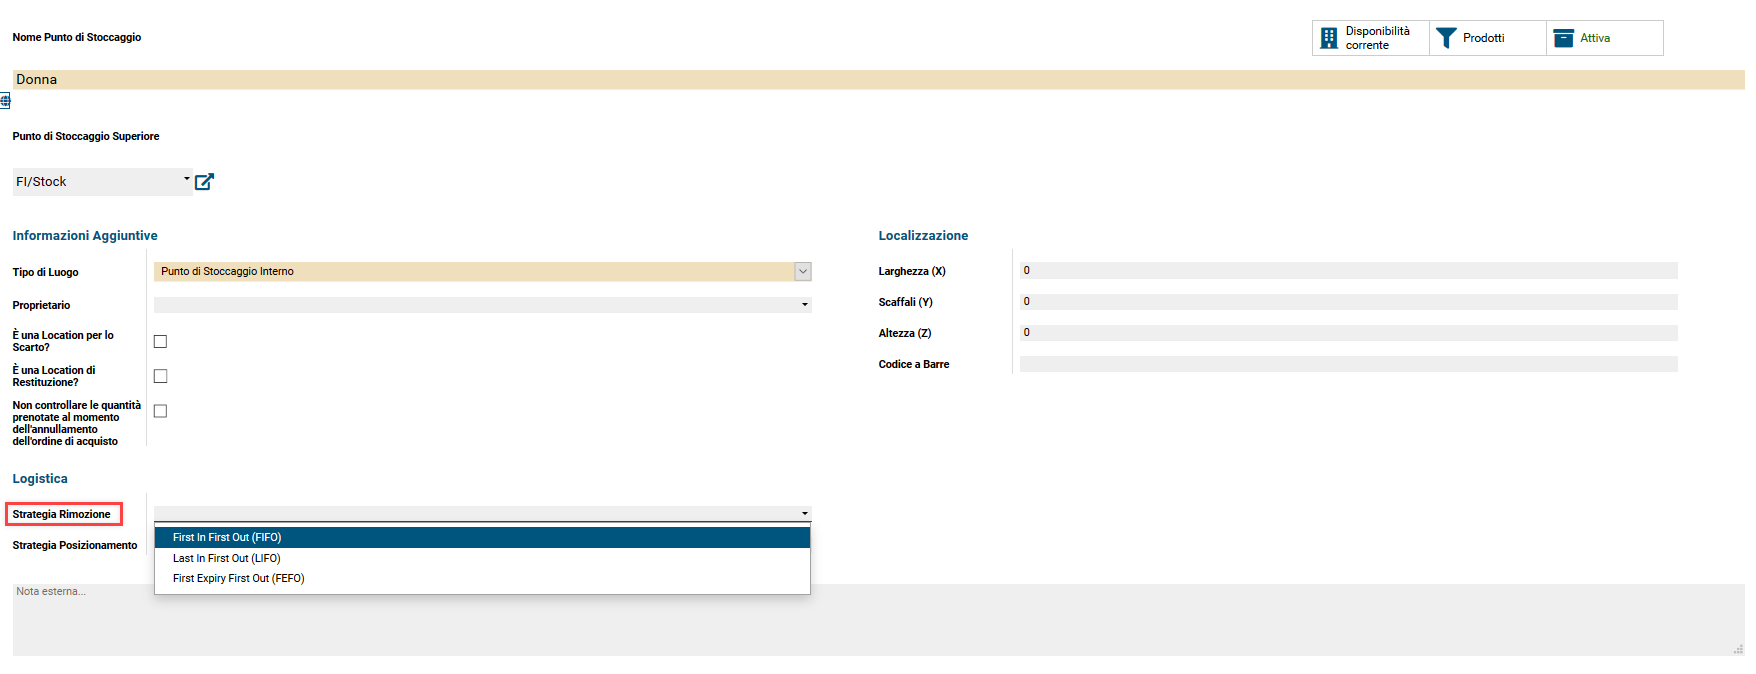 Nome Punto di Stoccaggio
Disponibilità
corrente
Prodotti
Attiva
Donna
Punto di Stoccaggio Superiore
FI/Stock
Informazioni Aggiuntive
Tipo di Luogo
Punto di Stoccaggio Interno
Proprietario
È una Location per lo
Scarto?
È una Location di
Restituzione?
Non controllare le quantità
prenotate al momento
dell'annullamento
dell'ordine di acquisto
Localizzazione
Larghezza (X)
0
Scaffali (Y)
0
Altezza (Z)
0
Codice a Barre
Logistica
Strategia Rimozione
First In First Out (FIFO)
Last In First Out (LIFO)
First Expiry First Out (FEFO)
Strategia Posizionamento
Nota esterna...